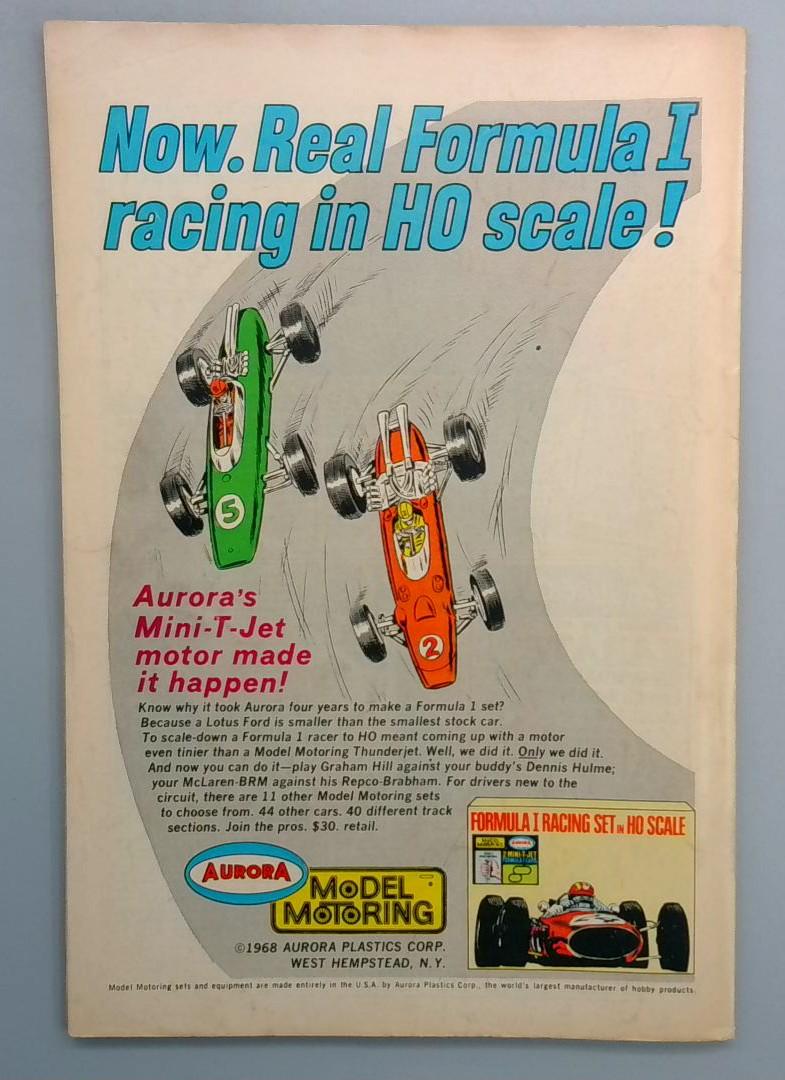 Now. Real Formula I
racing in HO scale!
5
2
Aurora's
Mini-T-Jet
motor made
it happen!
Know why it took Aurora four years to make a Formula 1 set?
Because a Lotus Ford is smaller than the smallest stock car.
To scale-down a Formula 1 racer to HO meant coming up with a motor
even tinier than a Model Motoring Thunderjet. Well, we did it. Only we did it.
And now you can do it—play Graham Hill against your buddy's Dennis Hulme;
your McLaren-BRM against his Repco-Brabham. For drivers new to the
circuit, there are 11 other Model Motoring sets
to choose from. 44 other cars. 40 different track
sections. Join the pros. $30. retail.
FORMULA I RACING SET IN HO SCALE
AURORA
MODEL
MOTORING
©1968 AURORA PLASTICS CORP.
WEST HEMPSTEAD, N.Y.
Model Motoring sets and equipment are made entirely in the U.S.A. by Aurora Plastics Corp., the world's largest manufacturer of hobby products.